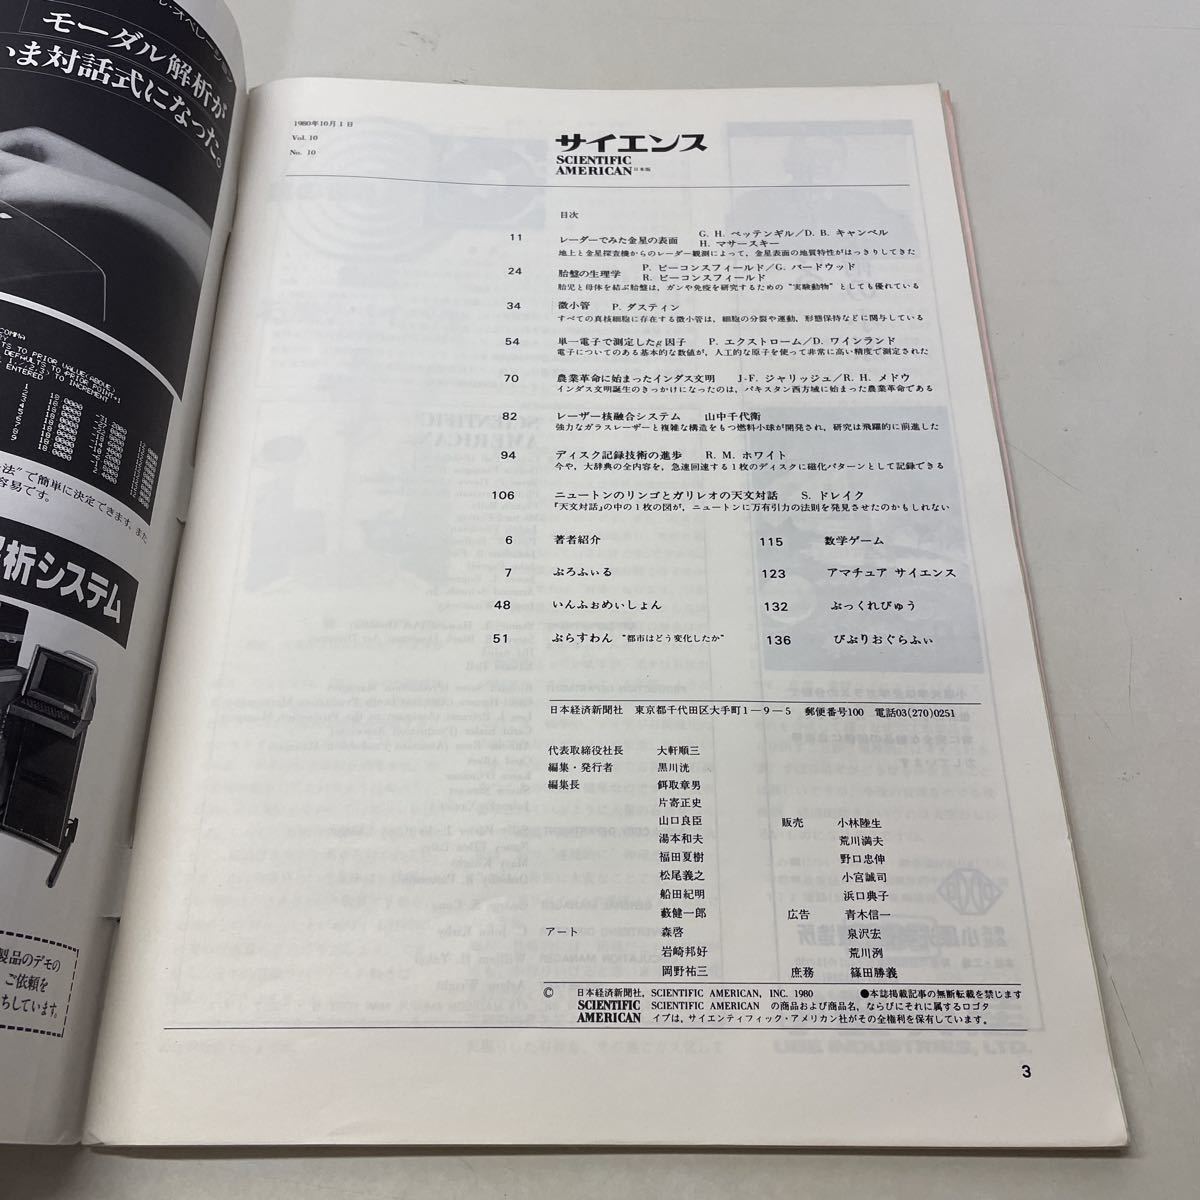 モーダル解析が
いま対話式になった。
COMMA
TS TO PRIOR VALUE(ABOVE)
DEFAULTS TO PRIOR POINT+1
TO INCREMENT
ENTERED
法”で簡単に決定できます。また
容易です。
析システム
製品のデモの
ご依頼を
ちしています。
1980年10月1日
Vol. 10
No. 10
サイエンス
SCIENTIFIC
AMERICAN 日本版
目次
11 レーダーでみた金星の表面 G. H. ペッテンギル/D. B. キャンベル
H. マサースキー
地上と金星探査機からのレーダー観測によって，金星表面の地質特性がはっきりしてきた
24 胎盤の生理学 P. ビーコンスフィールド/G. バードウッド
R. ビーコンスフィールド
胎児と母体を結ぶ胎盤は，ガンや免疫を研究するための“実験動物”としても優れている
34 微小管 P. ダスティン
すべての真核細胞に存在する微小管は，細胞の分裂や運動，形態保持などに関与している
54 単一電子で測定したg因子 P. エクストローム/D. ワインランド
電子についてのある基本的な数値が，人工的な原子を使って非常に高い精度で測定された
70 農業革命に始まったインダス文明 J-F. ジャリッジュ/R. H. メドウ
インダス文明誕生のきっかけになったのは，パキスタン西方域に始まった農業革命である
82 レーザー核融合システム 山中千代衛
強力なガラスレーザーと複雑な構造をもつ燃料小球が開発され，研究は飛躍的に前進した
94 ディスク記録技術の進歩 R. M. ホワイト
今や，大辞典の全内容を，急速回速する1枚のディスクに磁化パターンとして記録できる
106 ニュートンのリンゴとガリレオの天文対話 S. ドレイク
『天文対話』の中の1枚の図が，ニュートンに万有引力の法則を発見させたのかもしれない
6 著者紹介
7 ぷろふぃる
48 いんふぉめぃしょん
51 ぷらすわん “都市はどう変化したか”
115 数学ゲーム
123 アマチュア サイエンス
132 ぶっくれびゅう
136 びぶりおぐらふぃ
日本経済新聞社 東京都千代田区大手町1－9－5 郵便番号100 電話03(270)0251
代表取締役社長 大軒順三
編集・発行者 黒川洸
編集長 餌取章男
片寄正史
山口良臣
湯本和夫
福田夏樹
松尾義之
船田紀明
藪健一郎
アート 森啓
岩崎邦好
岡野祐三
販売 小林陸生
荒川満夫
野口忠伸
小宮誠司
浜口典子
広告 青木信一
泉沢宏
荒川洌
庶務 篠田勝義
© 日本経済新聞社，SCIENTIFIC AMERICAN, INC. 1980 ●本誌掲載記事の無断転載を禁じます
SCIENTIFIC
AMERICAN
SCIENTIFIC AMERICAN の商品および商品名，ならびにそれに属するロゴタ
イプは，サイエンティフィック・アメリカン社がその全権利を保有しています。
3